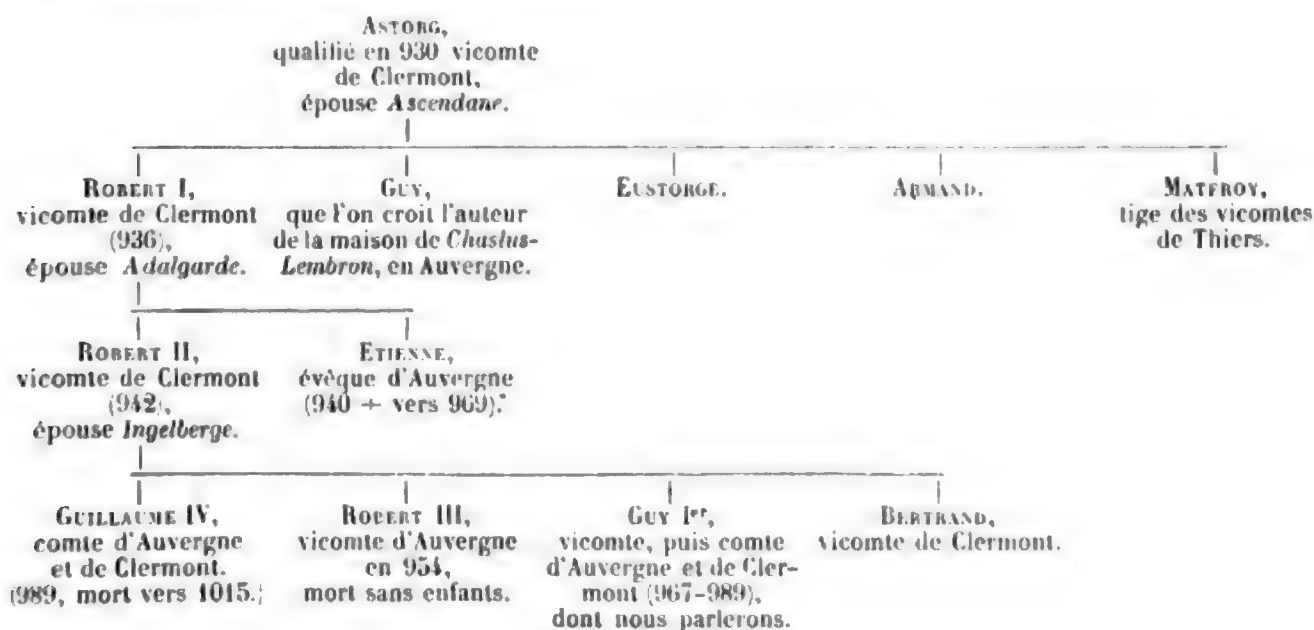 ASTORG,
qualifié en 930 vicomte
de Clermont,
épouse Ascendane.
ROBERT I,
vicomte de Clermont
(936),
épouse Adalgarde.
GUY,
que l'on croit l'auteur
de la maison de Chaslus-
Lembron, en Auvergne.
EUSTORGE.
ARMAND.
MATFROY,
tige des vicomtes
de Thiers.
ROBERT II,
vicomte de Clermont
(942),
épouse Ingelberge.
ETIENNE,
évêque d'Auvergne
(940 + vers 969).
GUILLAUME IV,
comte d'Auvergne
et de Clermont.
(989, mort vers 1015.)
ROBERT III,
vicomte d'Auvergne
en 954,
mort sans enfants.
GUY Ier,
vicomte, puis comte
d'Auvergne et de Cler-
mont (967-989),
dont nous parlerons.
BERTRAND,
vicomte de Clermont.